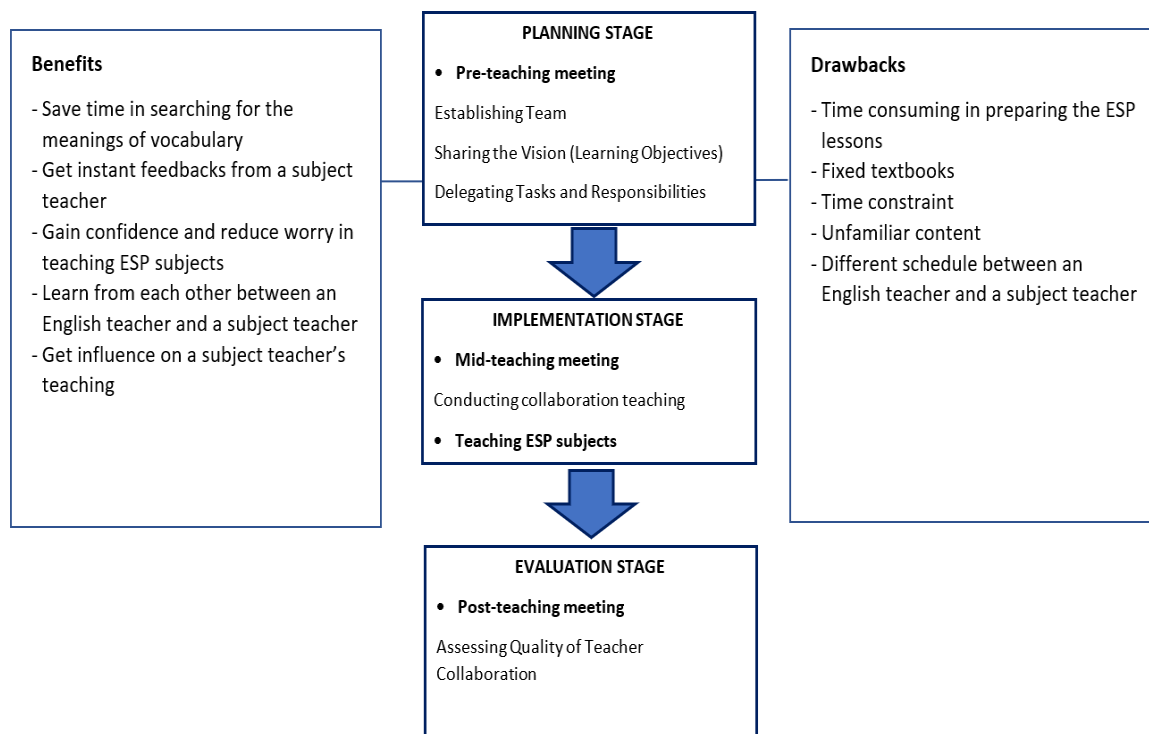 Benefits
- Save time in searching for the
meanings of vocabulary
- Get instant feedbacks from a subject
teacher
- Gain confidence and reduce worry in
teaching ESP subjects
- Learn from each other between an
English teacher and a subject teacher
- Get influence on a subject teacher's
teaching
PLANNING STAGE
• Pre-teaching meeting
Establishing Team
Sharing the Vision (Learning Objectives)
Delegating Tasks and Responsibilities
IMPLEMENTATION STAGE
• Mid-teaching meeting
Conducting collaboration teaching
• Teaching ESP subjects
EVALUATION STAGE
• Post-teaching meeting
Assessing Quality of Teacher
Collaboration
Drawbacks
- Time consuming in preparing the ESP
lessons
- Fixed textbooks
- Time constraint
- Unfamiliar content
- Different schedule between an
English teacher and a subject teacher